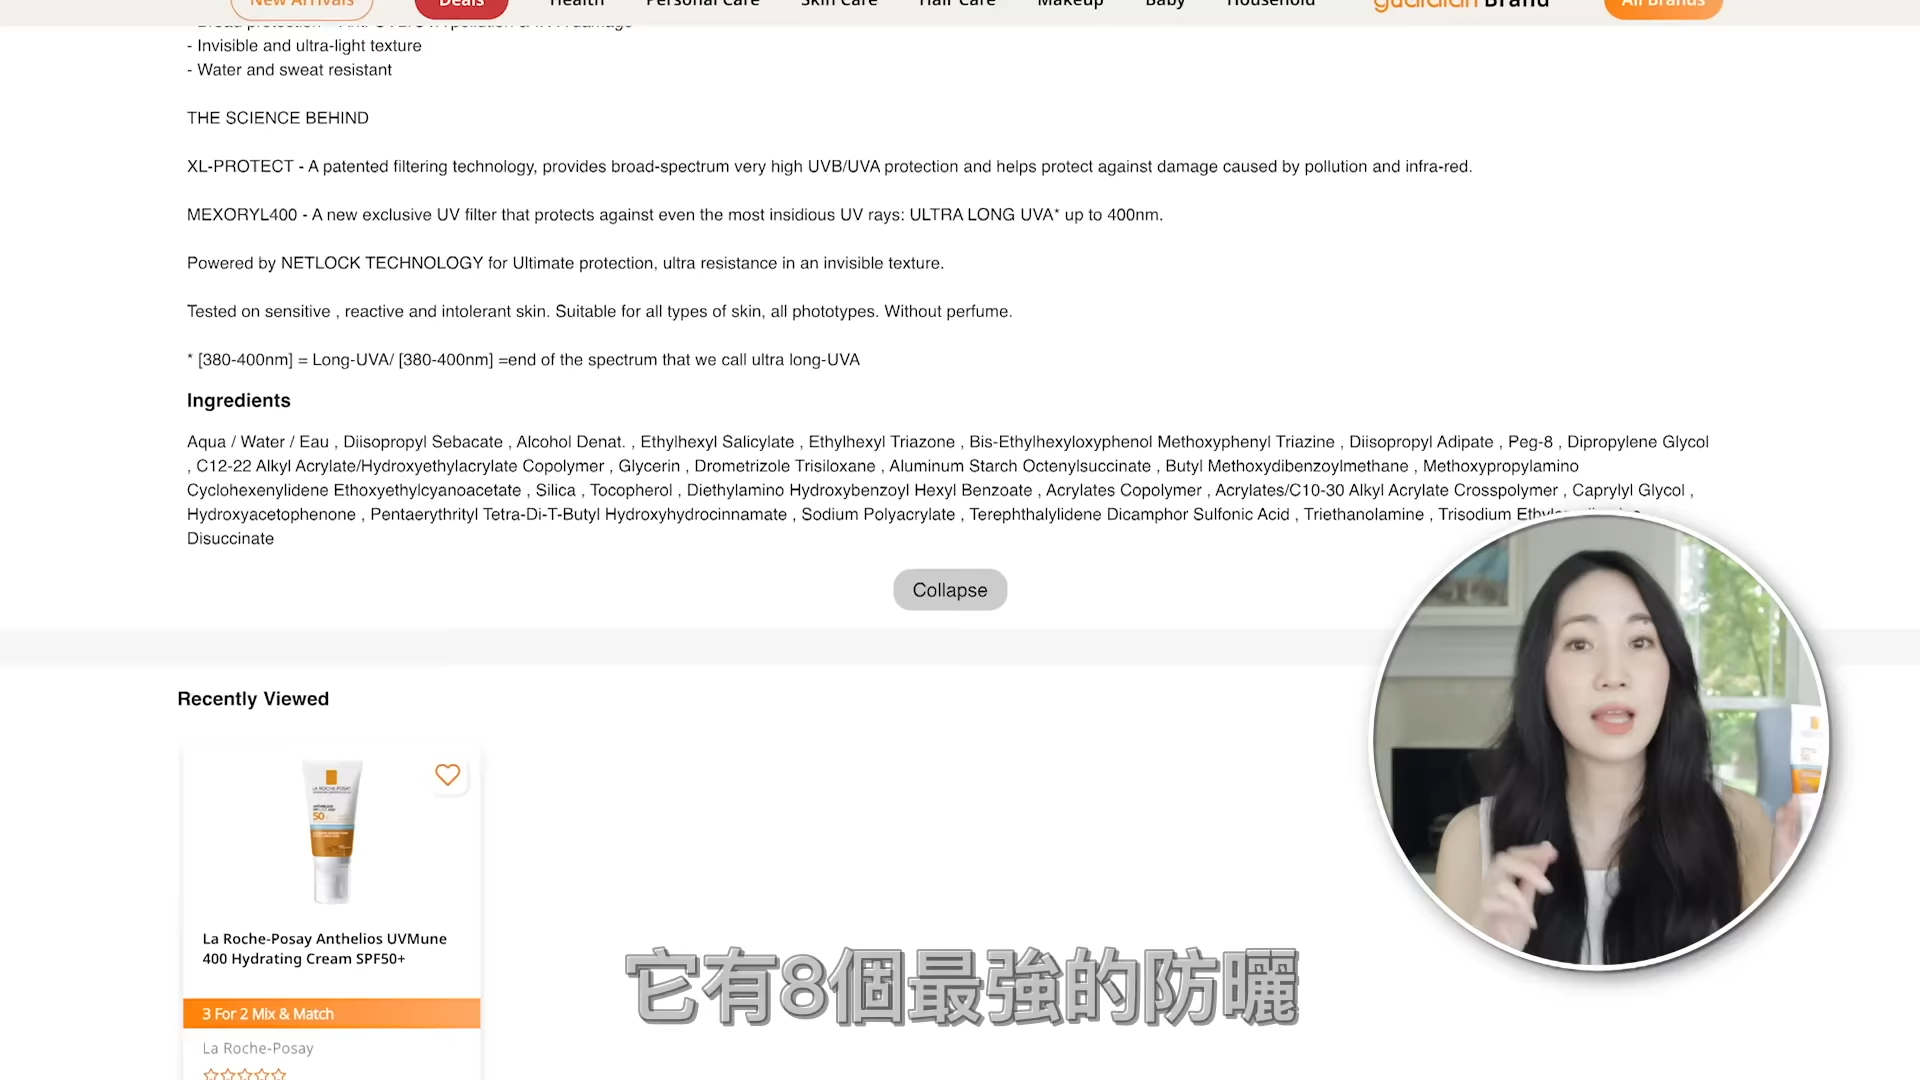 New Arrivals
Deals
Health
Personal Care
Skin Care
Hair Care
Makeup
Baby
Household
guardian Brand
All Brands
- Invisible and ultra-light texture
- Water and sweat resistant
THE SCIENCE BEHIND
XL-PROTECT - A patented filtering technology, provides broad-spectrum very high UVB/UVA protection and helps protect against damage caused by pollution and infra-red.
MEXORYL400 - A new exclusive UV filter that protects against even the most insidious UV rays: ULTRA LONG UVA* up to 400nm.
Powered by NETLOCK TECHNOLOGY for Ultimate protection, ultra resistance in an invisible texture.
Tested on sensitive , reactive and intolerant skin. Suitable for all types of skin, all phototypes. Without perfume.
* [380-400nm] = Long-UVA/ [380-400nm] =end of the spectrum that we call ultra long-UVA
Ingredients
Aqua / Water / Eau , Diisopropyl Sebacate , Alcohol Denat. , Ethylhexyl Salicylate , Ethylhexyl Triazone , Bis-Ethylhexyloxyphenol Methoxyphenyl Triazine , Diisopropyl Adipate , Peg-8 , Dipropylene Glycol
, C12-22 Alkyl Acrylate/Hydroxyethylacrylate Copolymer , Glycerin , Drometrizole Trisiloxane , Aluminum Starch Octenylsuccinate , Butyl Methoxydibenzoylmethane , Methoxypropylamino
Cyclohexenylidene Ethoxyethylcyanoacetate , Silica , Tocopherol , Diethylamino Hydroxybenzoyl Hexyl Benzoate , Acrylates Copolymer , Acrylates/C10-30 Alkyl Acrylate Crosspolymer , Caprylyl Glycol ,
Hydroxyacetophenone , Pentaerythrityl Tetra-Di-T-Butyl Hydroxyhydrocinnamate , Sodium Polyacrylate , Terephthalylidene Dicamphor Sulfonic Acid , Triethanolamine , Trisodium
Disuccinate
Collapse
Recently Viewed
LA ROCHE-POSAY
50
La Roche-Posay Anthelios UVMune
400 Hydrating Cream SPF50+
3 For 2 Mix & Match
La Roche-Posay
它有8個最強的防曬